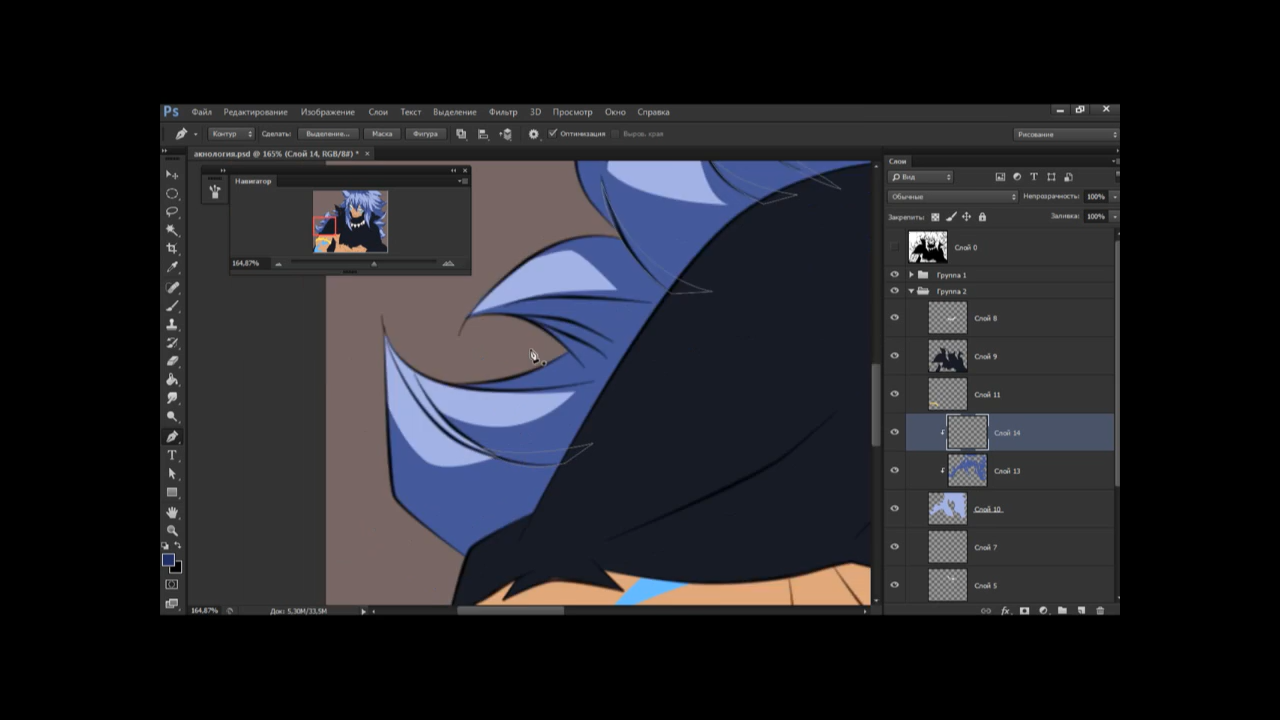 Ps Файл Редактирование Изображение Слои Текст Выделение Фильтр 3D Просмотр Окно Справка
Контур Сделать: Выделение... Маска Фигура Оптимизация Выров. края Рисование
акнология.psd @ 165% (Слой 14, RGB/8#) * ×
Навигатор
164,87%
Слои
Вид
Обычные Непрозрачность: 100%
Закрепить: Заливка: 100%
Слой 0
Группа 1
Группа 2
Слой 8
Слой 9
Слой 11
Слой 14
Слой 13
Слой 10
Слой 7
Слой 5
164,87% Док: 5,30M/33,5M
fx